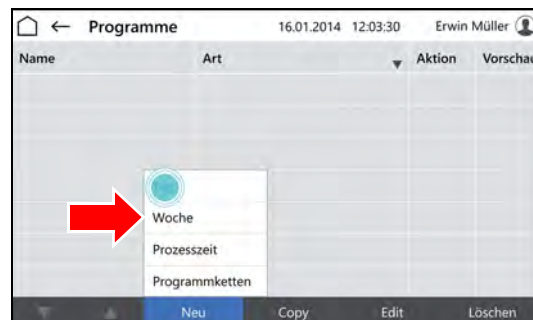 Programme 16.01.2014 12:03:30 Erwin Müller
Name Art Aktion Vorschau
Woche
Prozesszeit
Programmketten
Neu Copy Edit Löschen